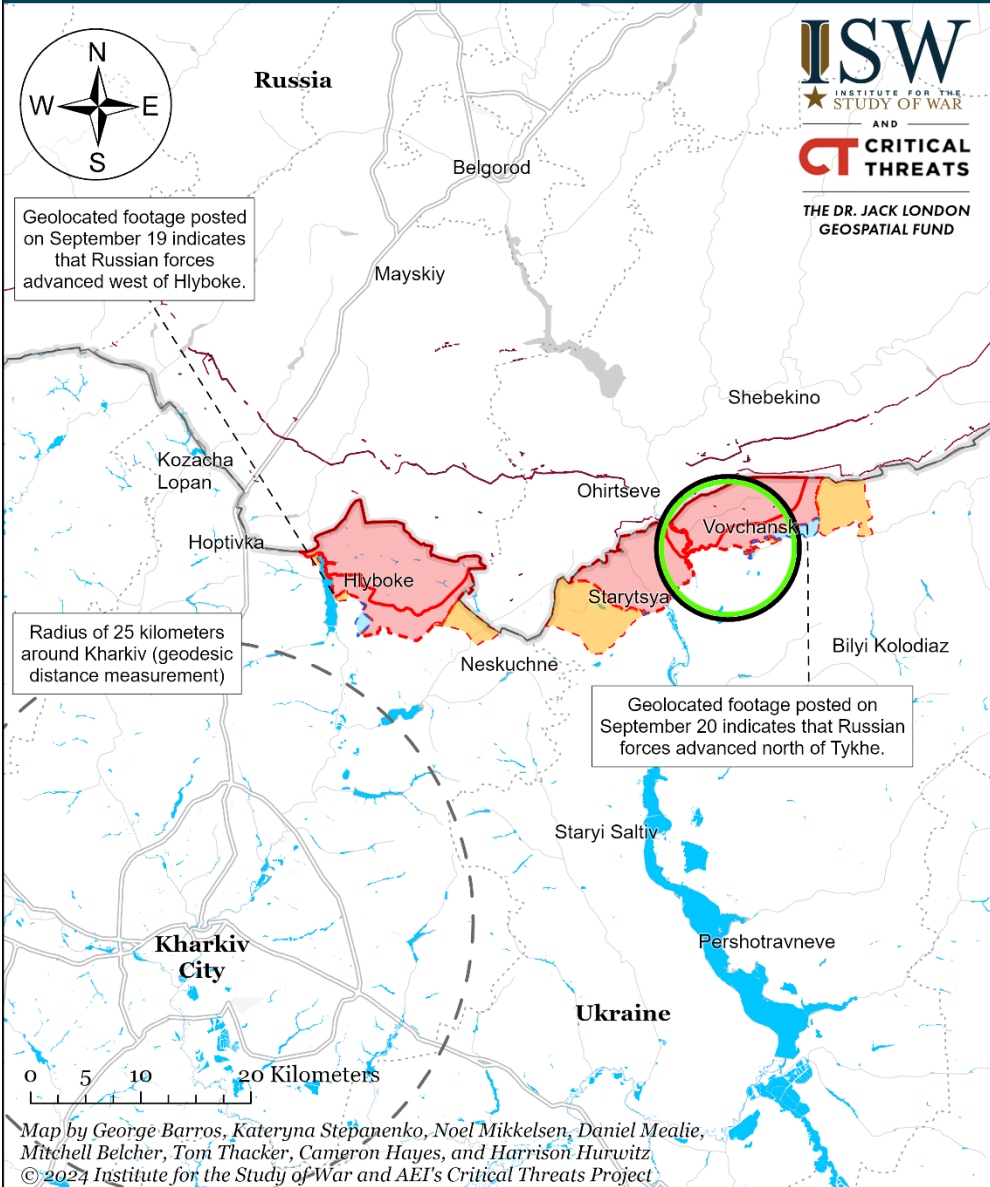 N
W
E
S
Russia
ISW
INSTITUTE FOR THE
STUDY OF WAR
AND
CT CRITICAL
THREATS
THE DR. JACK LONDON
GEOSPATIAL FUND
Belgorod
Geolocated footage posted
on September 19 indicates
that Russian forces
advanced west of Hlyboke.
Mayskiy
Shebekino
Kozacha
Lopan
Ohirtseve
Vovchansk
Hoptivka
Hlyboke
Starytsya
Radius of 25 kilometers
around Kharkiv (geodesic
distance measurement)
Neskuchne
Bilyi Kolodiaz
Geolocated footage posted on
September 20 indicates that Russian
forces advanced north of Tykhe.
Staryi Saltiv
Kharkiv
City
Pershotravneve
Ukraine
0 5 10 20 Kilometers
Map by George Barros, Kateryna Stepanenko, Noel Mikkelsen, Daniel Mealie,
Mitchell Belcher, Tom Thacker, Cameron Hayes, and Harrison Hurwitz
© 2024 Institute for the Study of War and AEI's Critical Threats Project